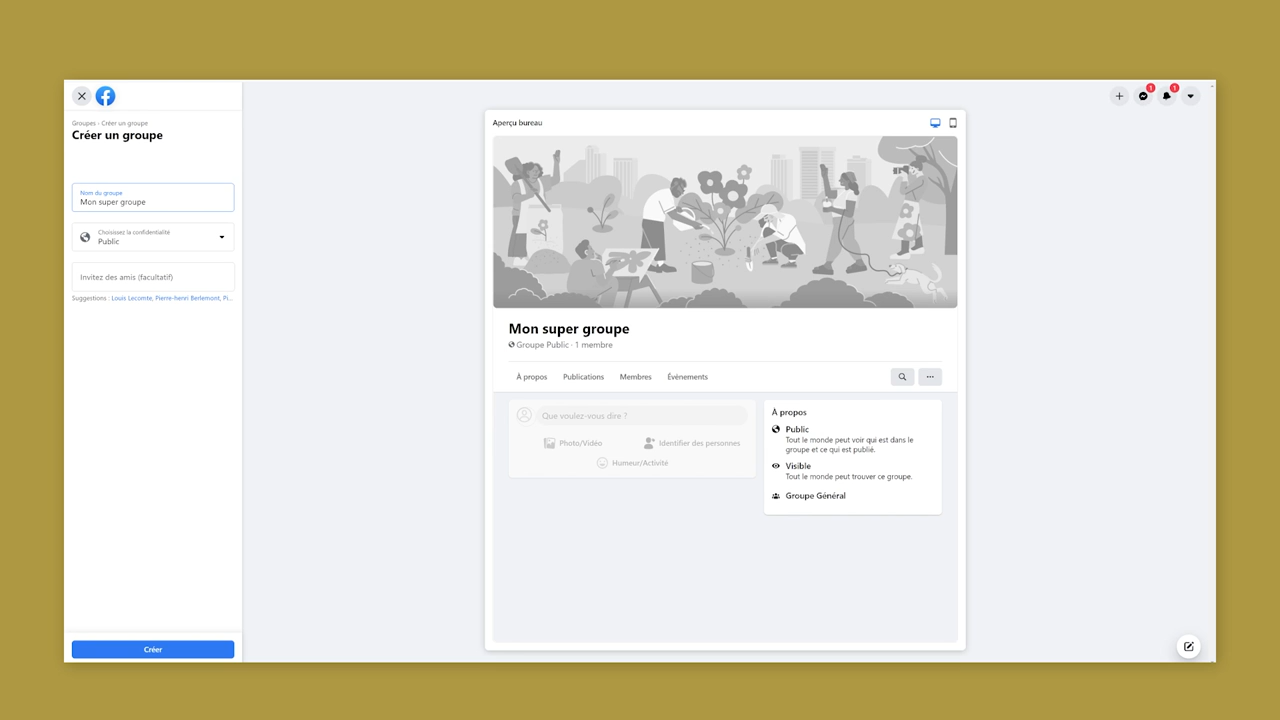 Groupes › Créer un groupe
Créer un groupe
Nom du groupe
Mon super groupe
Choisissez la confidentialité
Public
Invitez des amis (facultatif)
Suggestions : Louis Lecomte, Pierre-henri Berlemont, Pi...
Créer
1
1
Aperçu bureau
Mon super groupe
Groupe Public · 1 membre
À propos
Publications
Membres
Évènements
Que voulez-vous dire ?
Photo/Vidéo
Identifier des personnes
Humeur/Activité
À propos
Public
Tout le monde peut voir qui est dans le
groupe et ce qui est publié.
Visible
Tout le monde peut trouver ce groupe.
Groupe Général